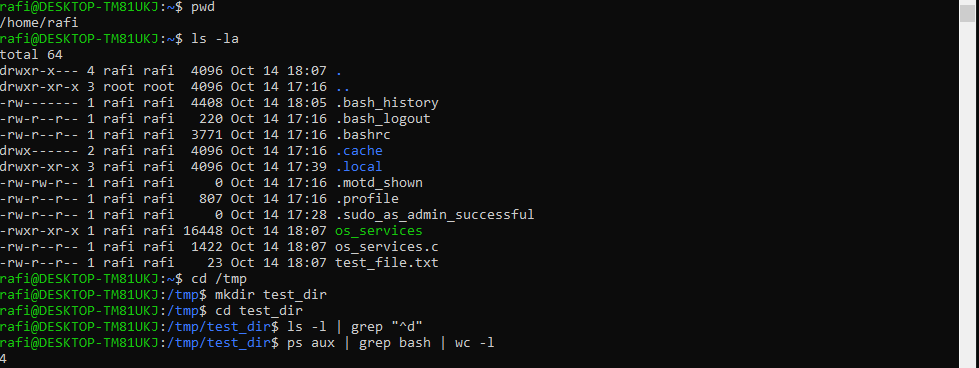 rafi@DESKTOP-TM81UKJ:~$ pwd
/home/rafi
rafi@DESKTOP-TM81UKJ:~$ ls -la
total 64
drwxr-x--- 4 rafi rafi  4096 Oct 14 18:07 .
drwxr-xr-x 3 root root  4096 Oct 14 17:16 ..
-rw------- 1 rafi rafi  4408 Oct 14 18:05 .bash_history
-rw-r--r-- 1 rafi rafi   220 Oct 14 17:16 .bash_logout
-rw-r--r-- 1 rafi rafi  3771 Oct 14 17:16 .bashrc
drwx------ 2 rafi rafi  4096 Oct 14 17:16 .cache
drwxr-xr-x 3 rafi rafi  4096 Oct 14 17:39 .local
-rw-rw-r-- 1 rafi rafi     0 Oct 14 17:16 .motd_shown
-rw-r--r-- 1 rafi rafi   807 Oct 14 17:16 .profile
-rw-r--r-- 1 rafi rafi     0 Oct 14 17:28 .sudo_as_admin_successful
-rwxr-xr-x 1 rafi rafi 16448 Oct 14 18:07 os_services
-rw-r--r-- 1 rafi rafi  1422 Oct 14 18:07 os_services.c
-rw-r--r-- 1 rafi rafi    23 Oct 14 18:07 test_file.txt
rafi@DESKTOP-TM81UKJ:~$ cd /tmp
rafi@DESKTOP-TM81UKJ:/tmp$ mkdir test_dir
rafi@DESKTOP-TM81UKJ:/tmp$ cd test_dir
rafi@DESKTOP-TM81UKJ:/tmp/test_dir$ ls -l | grep "^d"
rafi@DESKTOP-TM81UKJ:/tmp/test_dir$ ps aux | grep bash | wc -l
4